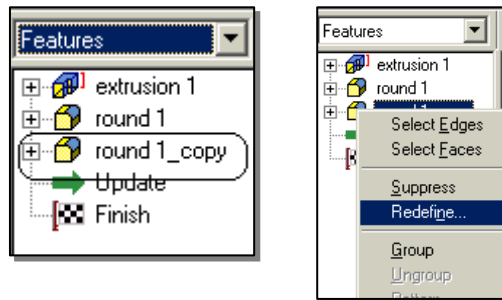 Features
extrusion 1
round 1
round 1_copy
Update
Finish
Features
extrusion 1
round 1
Select Edges
Select Faces
Suppress
Redefine...
Group
Ungroup